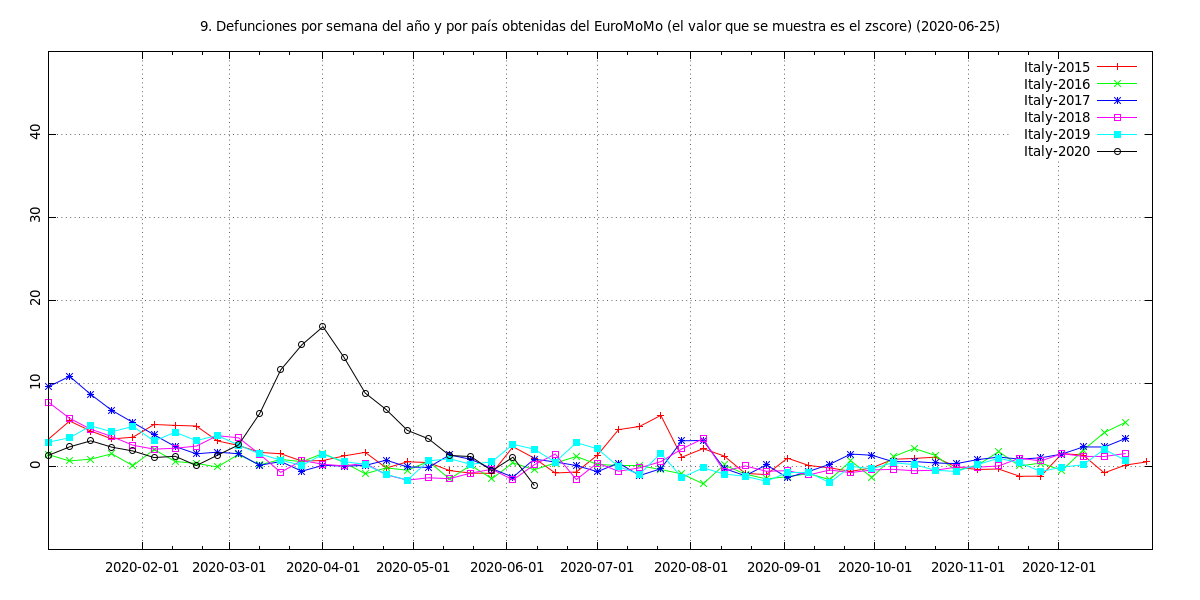 9. Defunciones por semana del año y por país obtenidas del EuroMoMo (el valor que se muestra es el zscore) (2020-06-25)
Italy-2015
Italy-2016
Italy-2017
Italy-2018
Italy-2019
Italy-2020
40
30
20
10
0
2020-02-01 2020-03-01 2020-04-01 2020-05-01 2020-06-01 2020-07-01 2020-08-01 2020-09-01 2020-10-01 2020-11-01 2020-12-01